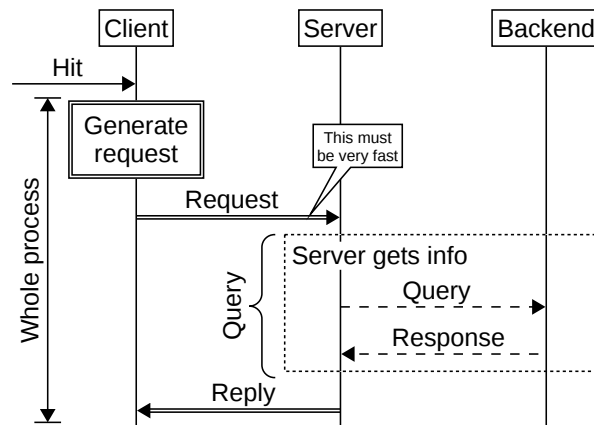 Client
Server
Backend
Hit
Generate
request
This must
be very fast
Request
Whole process
Server gets info
Query
Query
Response
Reply